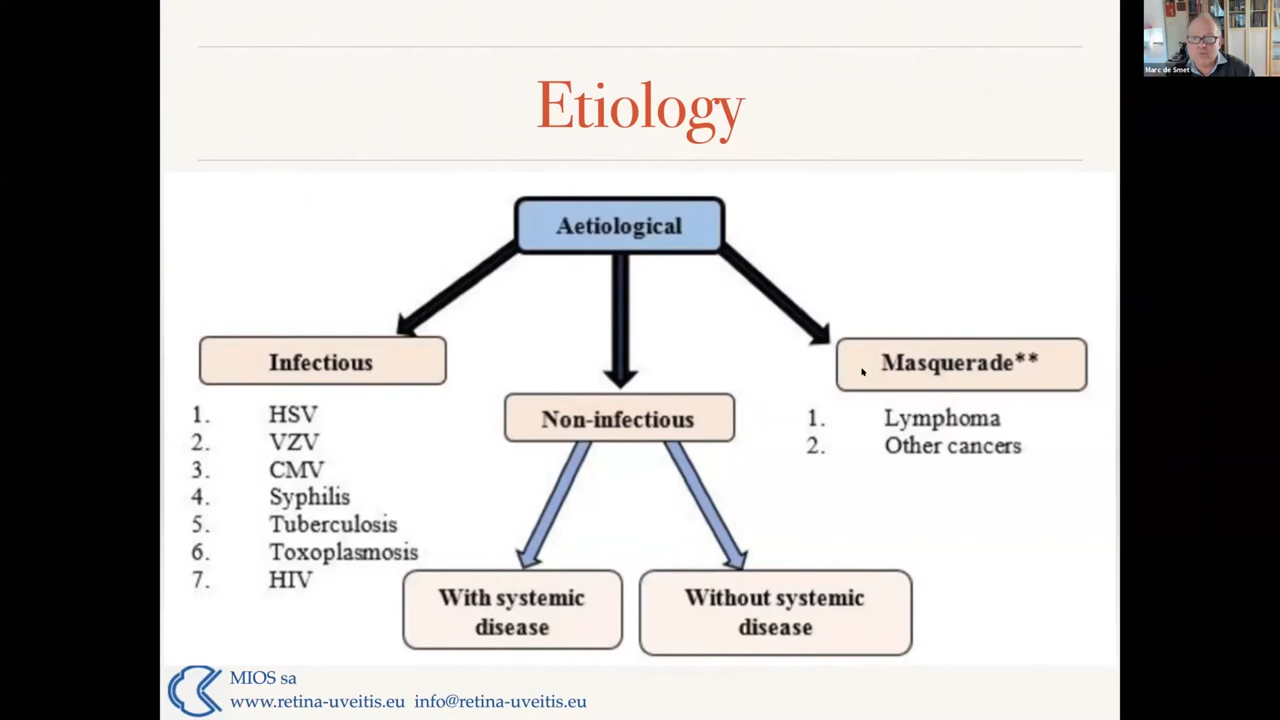 Marc de Smet
Etiology
Aetiological
Infectious
1. HSV
2. VZV
3. CMV
4. Syphilis
5. Tuberculosis
6. Toxoplasmosis
7. HIV
Non-infectious
With systemic
disease
Without systemic
disease
Masquerade**
1. Lymphoma
2. Other cancers
MIOS sa
www.retina-uveitis.eu info@retina-uveitis.eu